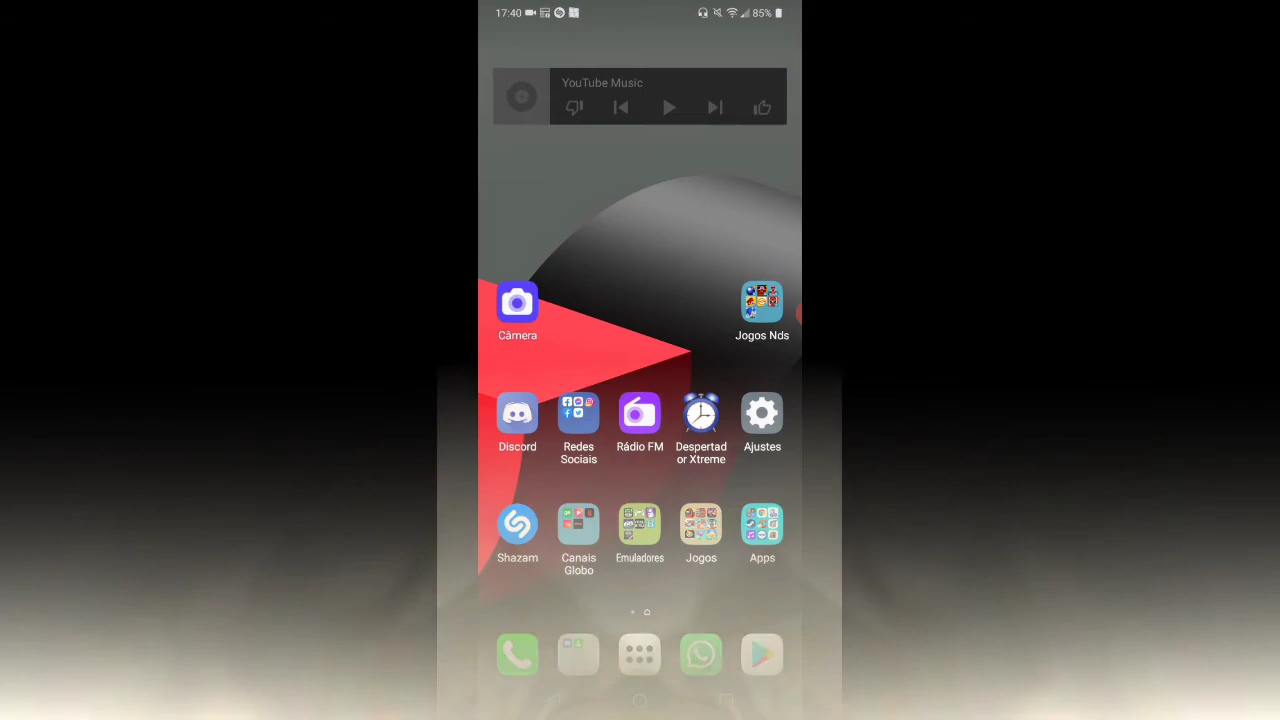 17:40
85%
YouTube Music
Câmera
Jogos Nds
Discord
Redes
Sociais
Rádio FM
Despertad
or Xtreme
Ajustes
Shazam
Canais
Globo
Emuladores
Jogos
Apps